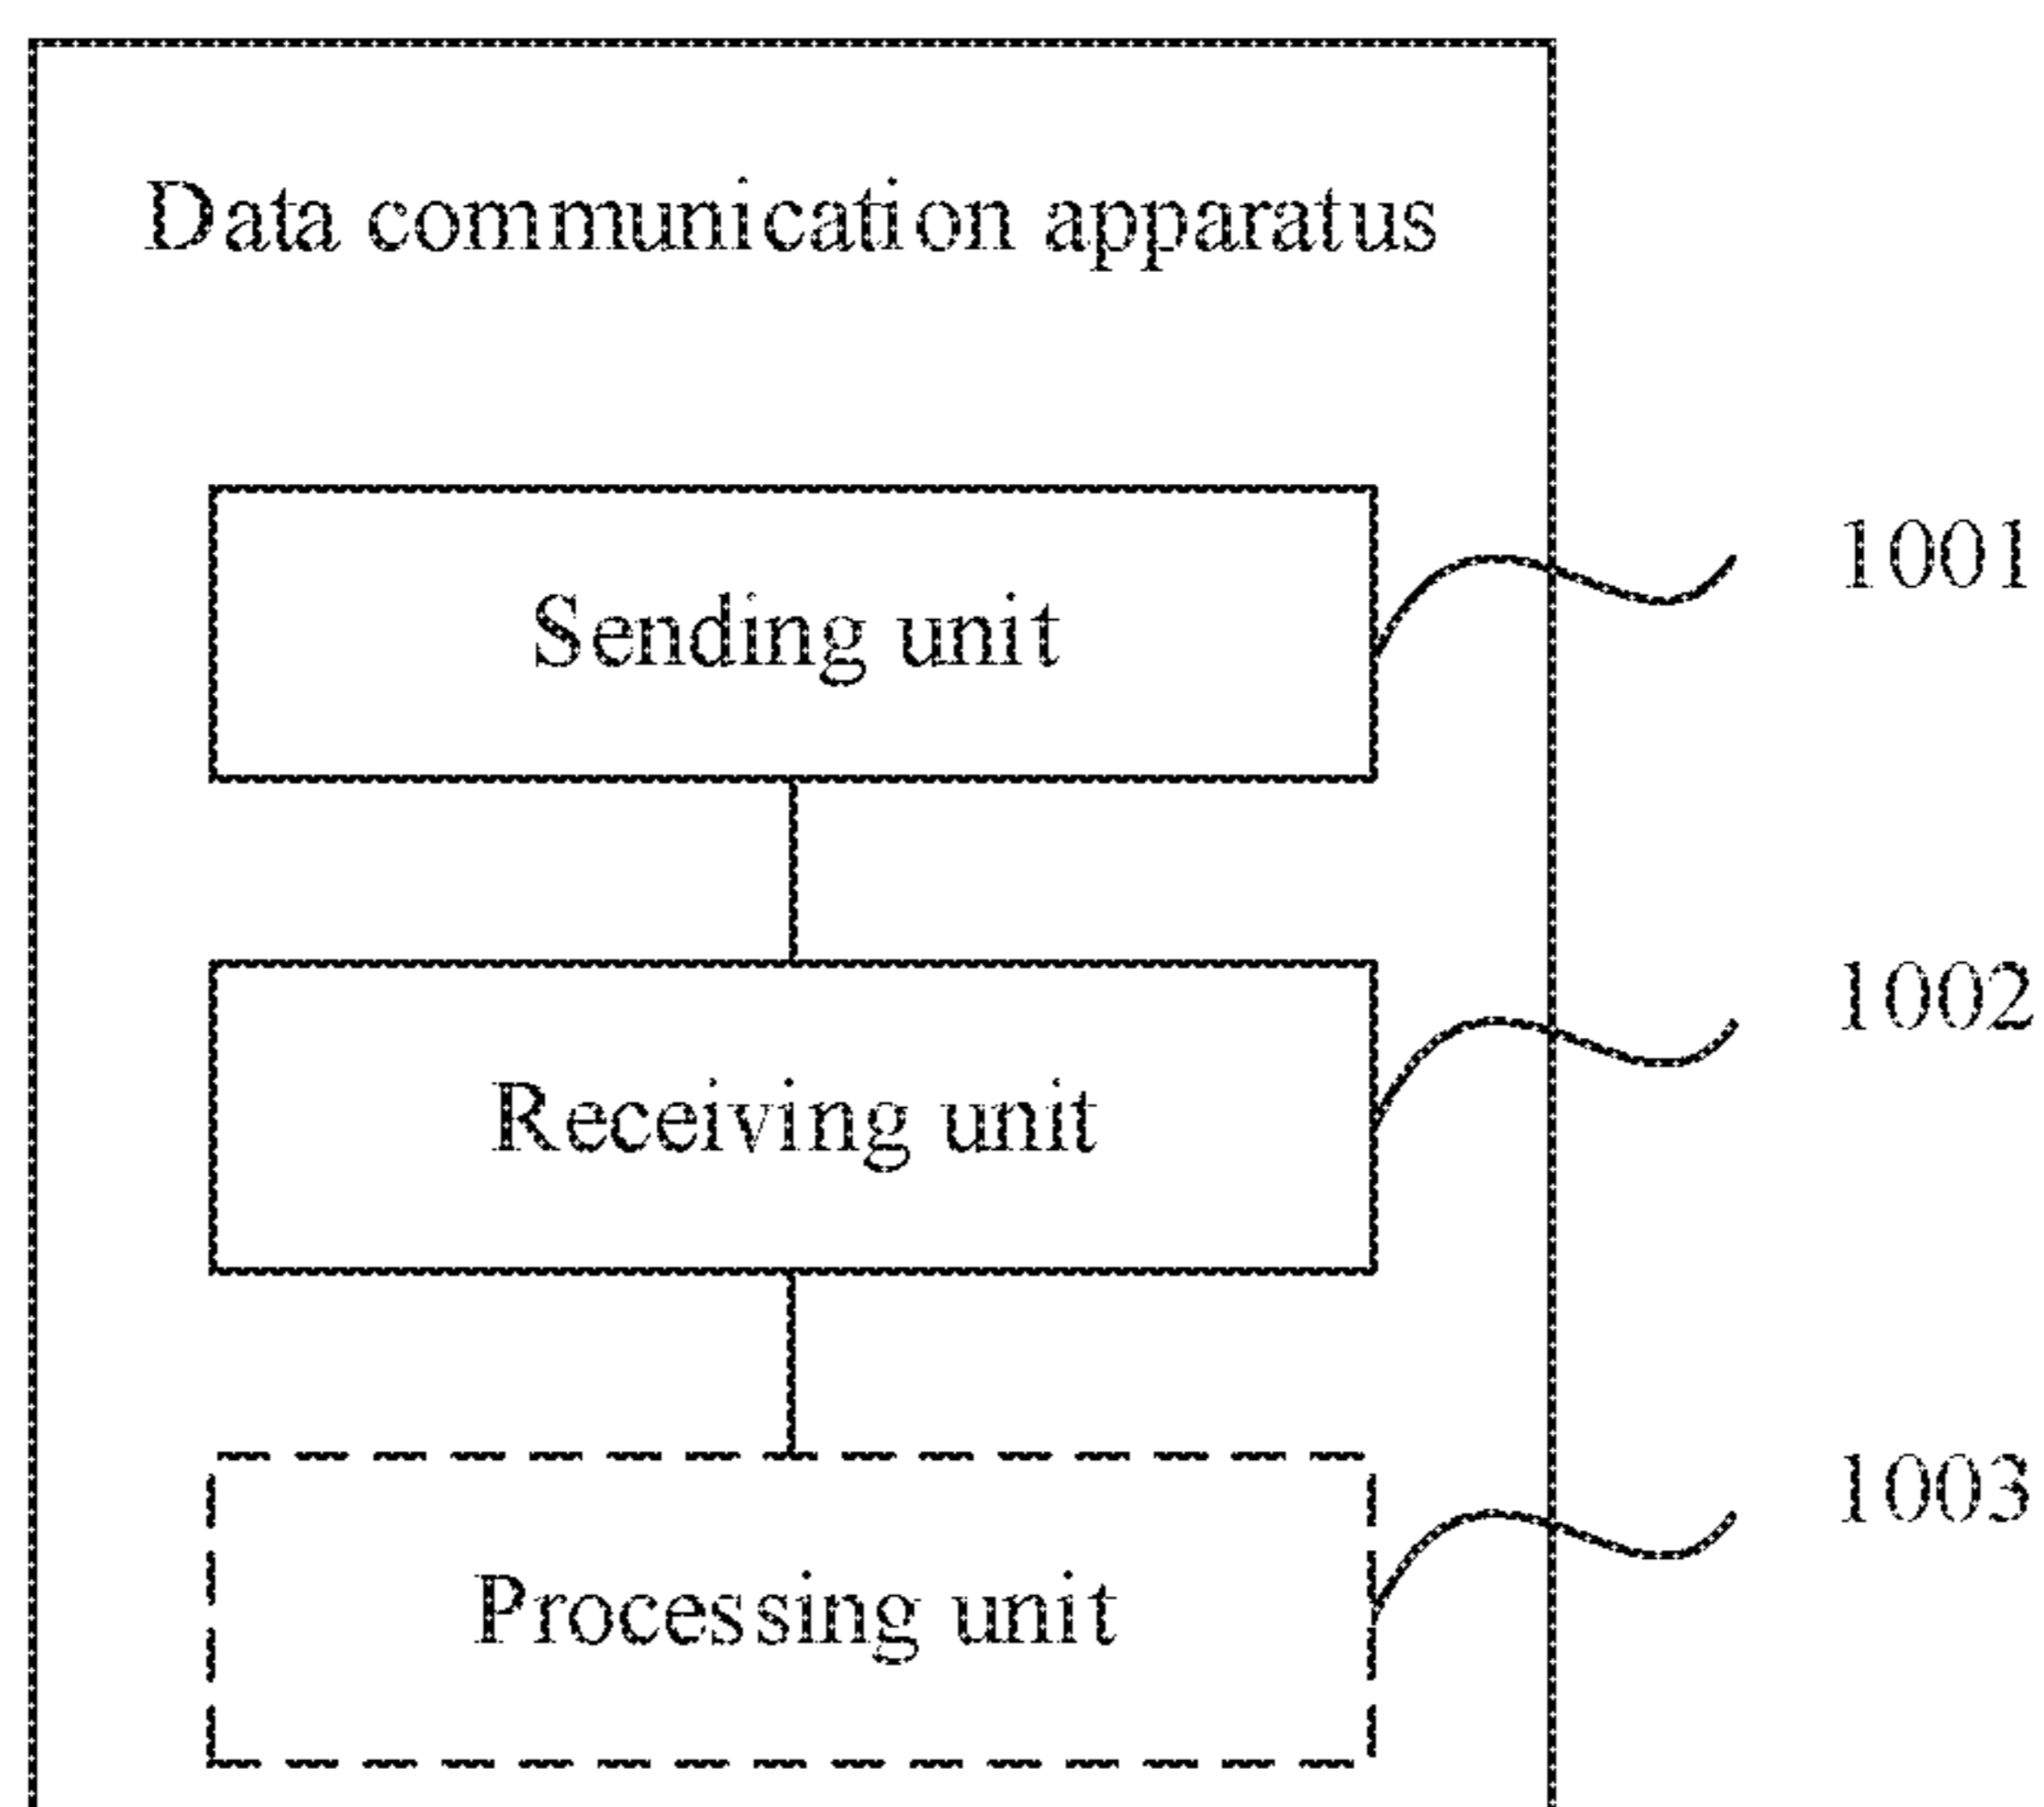 Data communication apparatus
Sending unit
1001
Receiving unit
1002
Processing unit
1003